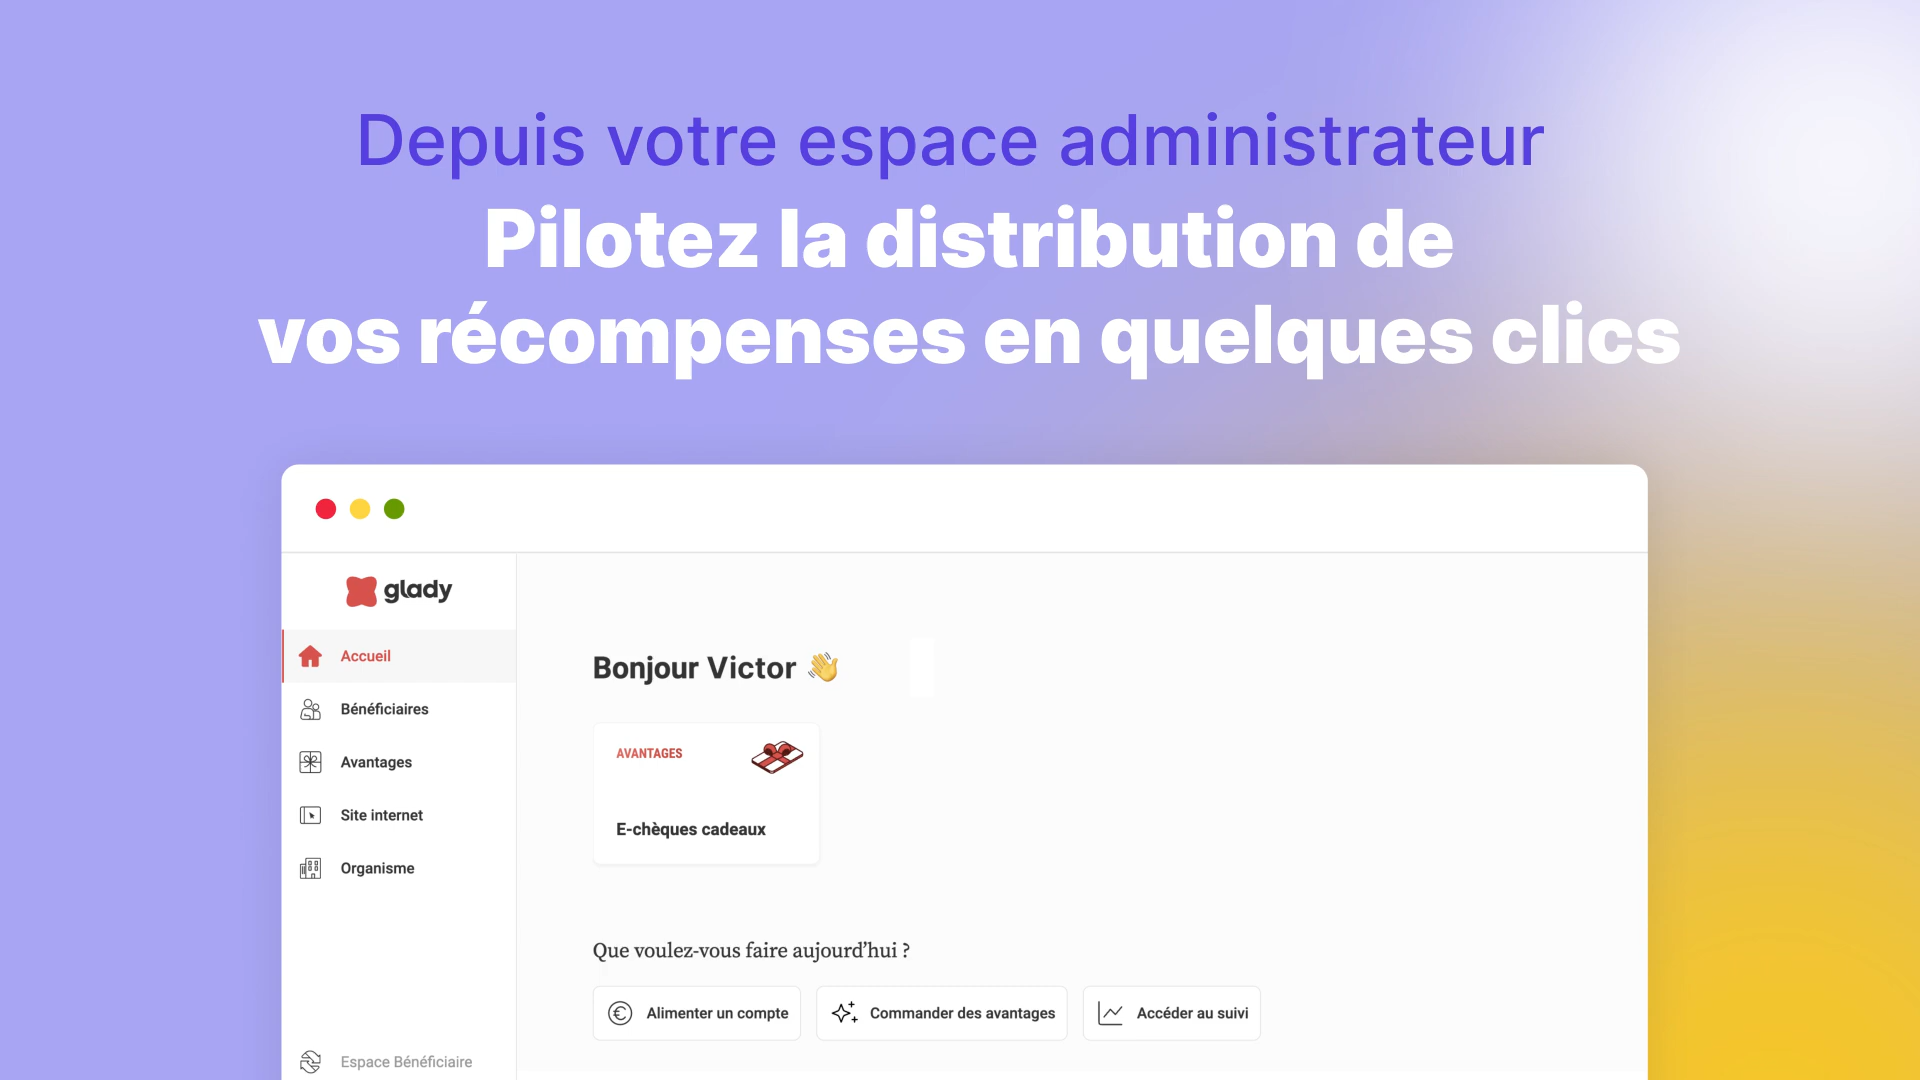 Depuis votre espace administrateur
Pilotez la distribution de
vos récompenses en quelques clics
glady
Accueil
Bénéficiaires
Avantages
Site internet
Organisme
Espace Bénéficiaire
Bonjour Victor 👋
AVANTAGES
E-chèques cadeaux
Que voulez-vous faire aujourd’hui ?
Alimenter un compte
Commander des avantages
Accéder au suivi